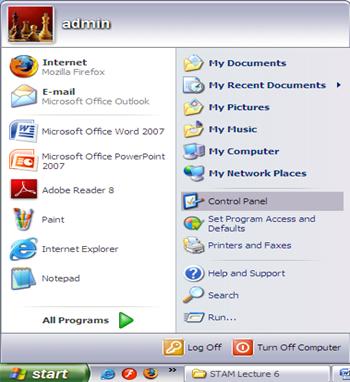 admin
Internet
Mozilla Firefox
E-mail
Microsoft Office Outlook
Microsoft Office Word 2007
Microsoft Office PowerPoint
2007
Adobe Reader 8
Paint
Internet Explorer
Notepad
All Programs
My Documents
My Recent Documents
My Pictures
My Music
My Computer
My Network Places
Control Panel
Set Program Access and
Defaults
Printers and Faxes
Help and Support
Search
Run...
Log Off
Turn Off Computer
start
STAM Lecture 6